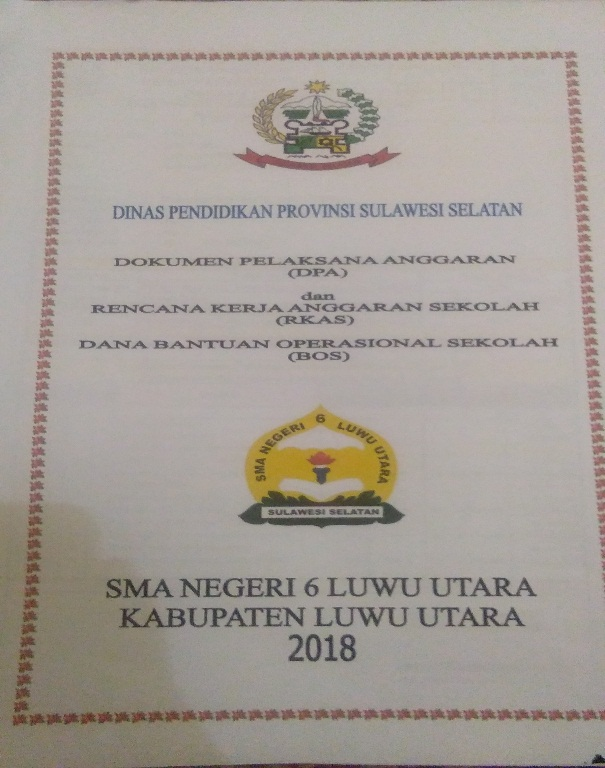 DINAS PENDIDIKAN PROVINSI SULAWESI SELATAN
DOKUMEN PELAKSANA ANGGARAN
(DPA)
dan
RENCANA KERJA ANGGARAN SEKOLAH
(RKAS)
DANA BANTUAN OPERASIONAL SEKOLAH
(BOS)
SMA NEGERI 6 LUWU UTARA
SULAWESI SELATAN
SMA NEGERI 6 LUWU UTARA
KABUPATEN LUWU UTARA
2018